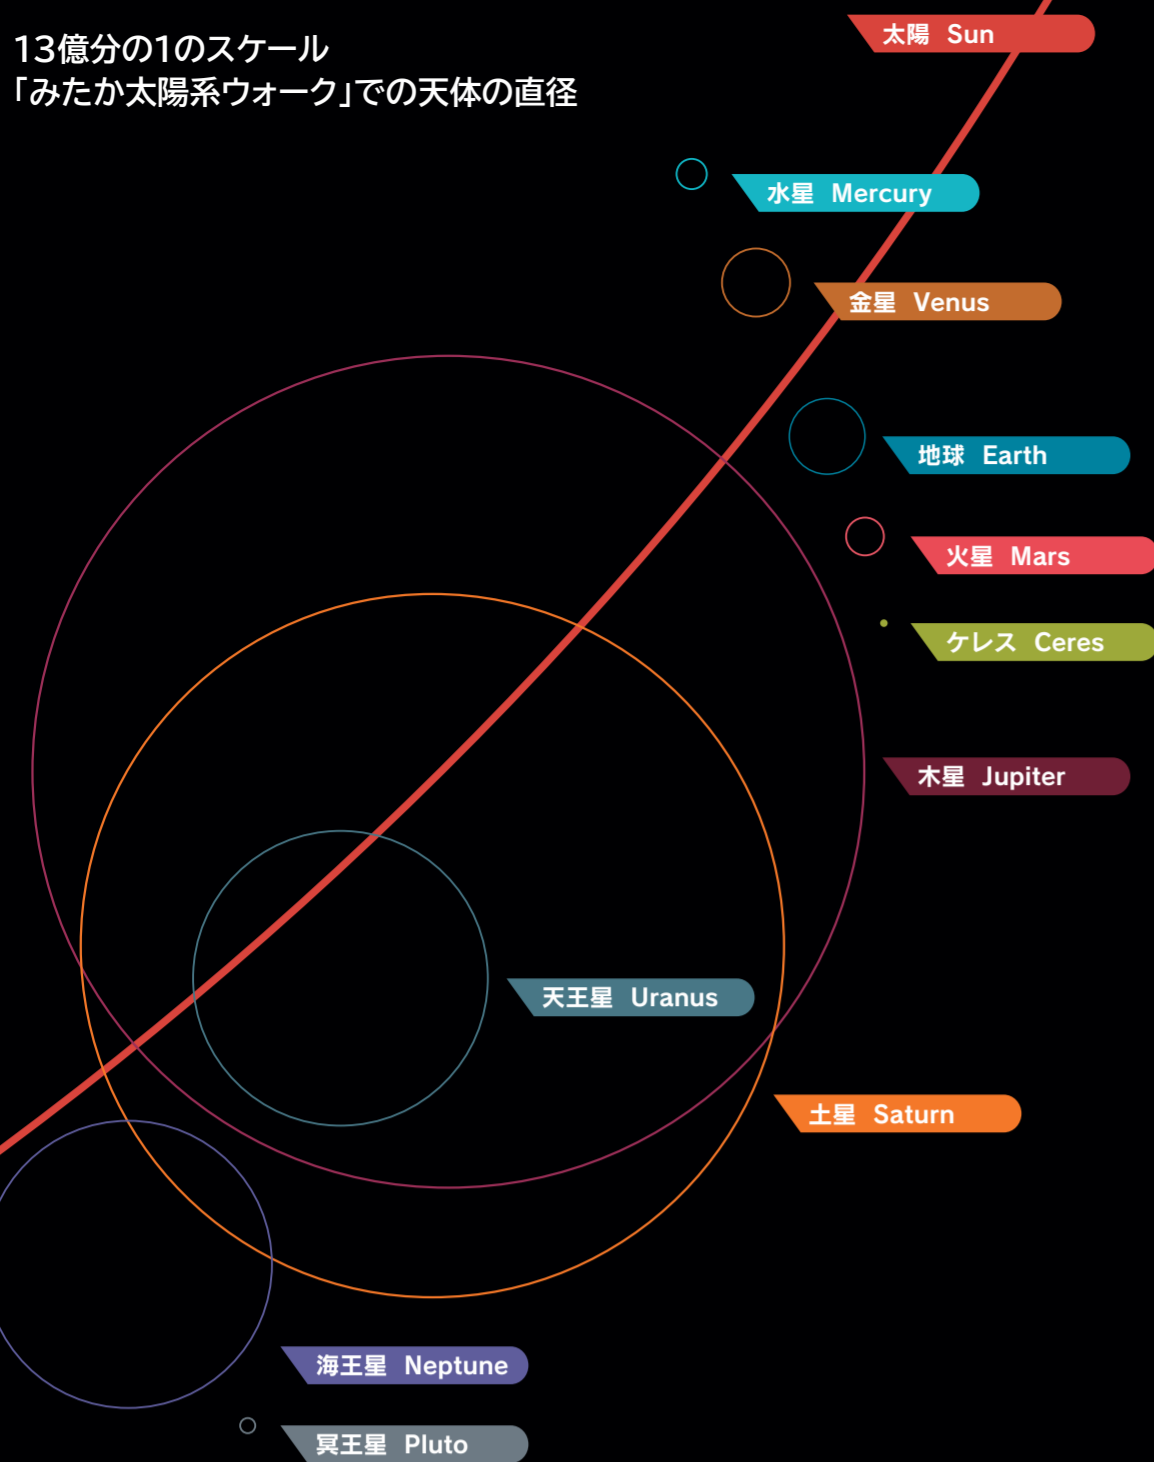 13億分の1のスケール
「みたか太陽系ウォーク」での天体の直径
太陽 Sun
水星 Mercury
金星 Venus
地球 Earth
火星 Mars
ケレス Ceres
木星 Jupiter
天王星 Uranus
土星 Saturn
海王星 Neptune
冥王星 Pluto